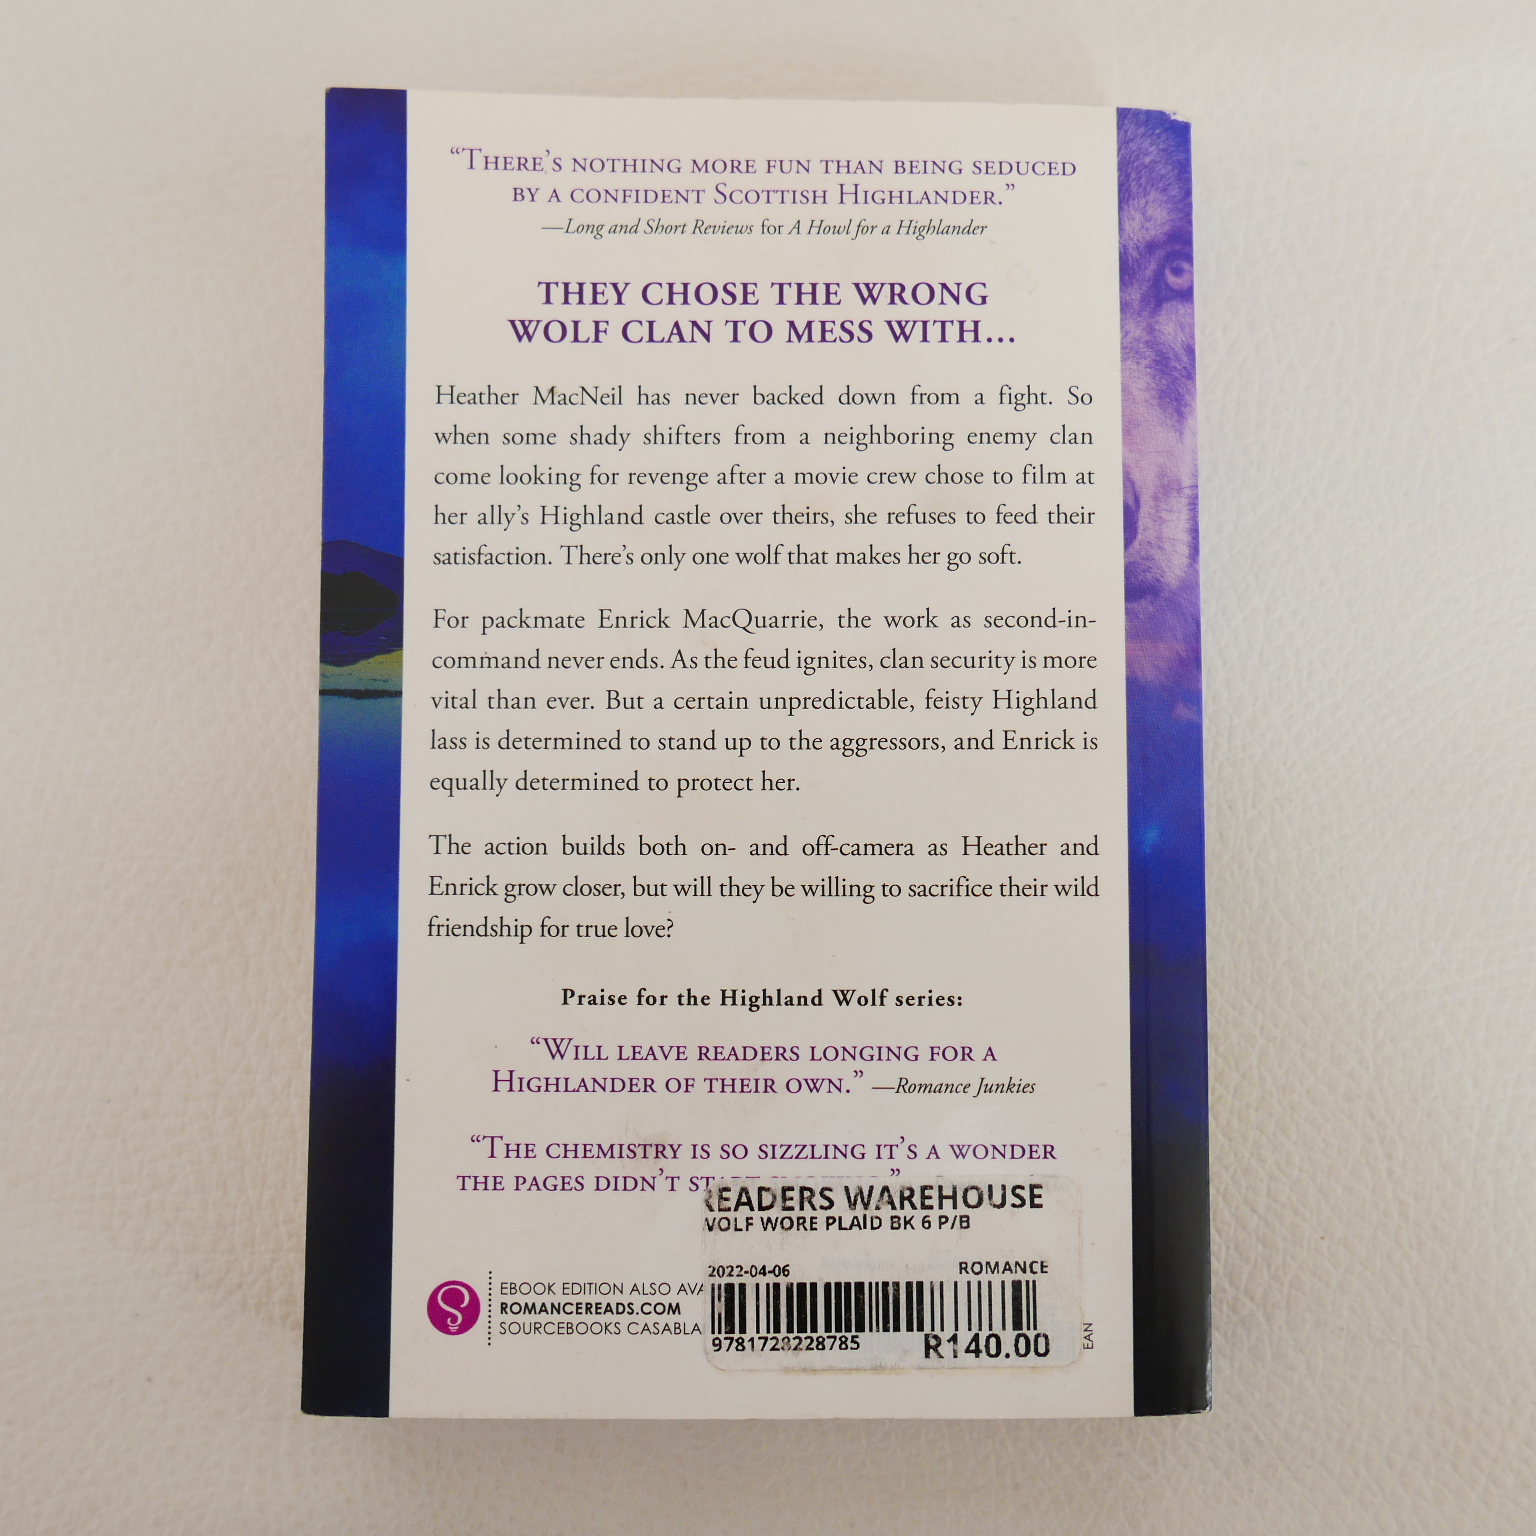 “There’s nothing more fun than being seduced
by a confident Scottish Highlander.”
—Long and Short Reviews for A Howl for a Highlander
THEY CHOSE THE WRONG
WOLF CLAN TO MESS WITH…
Heather MacNeil has never backed down from a fight. So
when some shady shifters from a neighboring enemy clan
come looking for revenge after a movie crew chose to film at
her ally’s Highland castle over theirs, she refuses to feed their
satisfaction. There’s only one wolf that makes her go soft.
For packmate Enrick MacQuarrie, the work as second-in-
command never ends. As the feud ignites, clan security is more
vital than ever. But a certain unpredictable, feisty Highland
lass is determined to stand up to the aggressors, and Enrick is
equally determined to protect her.
The action builds both on- and off-camera as Heather and
Enrick grow closer, but will they be willing to sacrifice their wild
friendship for true love?
Praise for the Highland Wolf series:
“Will leave readers longing for a
Highlander of their own.” —Romance Junkies
“The chemistry is so sizzling it’s a wonder
the pages didn’t
READERS WAREHOUSE
WOLF WORE PLAID BK 6 P/B
2022-04-06 ROMANCE
9781728228785 R140.00
EAN
EBOOK EDITION ALSO AVA
ROMANCEREADS.COM
SOURCEBOOKS CASABLA